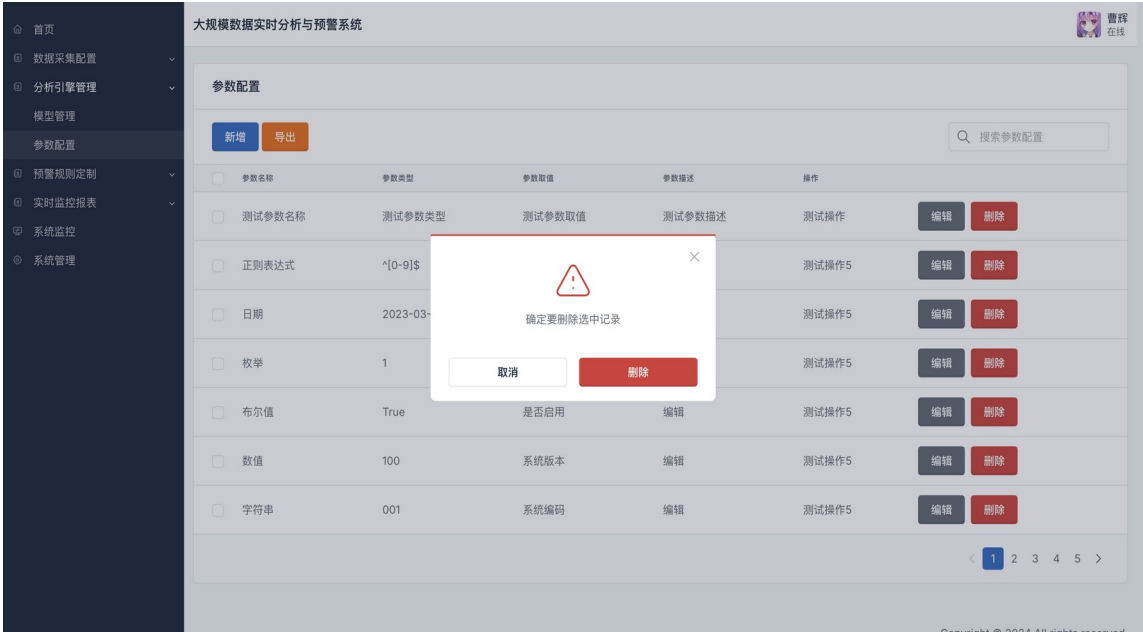 大规模数据实时分析与预警系统
曹辉
在线
首页
数据采集配置
分析引擎管理
模型管理
参数配置
预警规则定制
实时监控报表
系统监控
系统管理
参数配置
新增 导出 搜索参数配置
参数名称 参数类型 参数取值 参数描述 操作
测试参数名称 测试参数类型 测试参数取值 测试参数描述 测试操作 编辑 删除
正则表达式 ^[0-9]$ 测试操作5 编辑 删除
日期 2023-03- 测试操作5 编辑 删除
枚举 1 测试操作5 编辑 删除
布尔值 True 是否启用 编辑 测试操作5 编辑 删除
数值 100 系统版本 编辑 测试操作5 编辑 删除
字符串 001 系统编码 编辑 测试操作5 编辑 删除
确定要删除选中记录
取消 删除
1 2 3 4 5
Copyright © 2024 All rights reserved